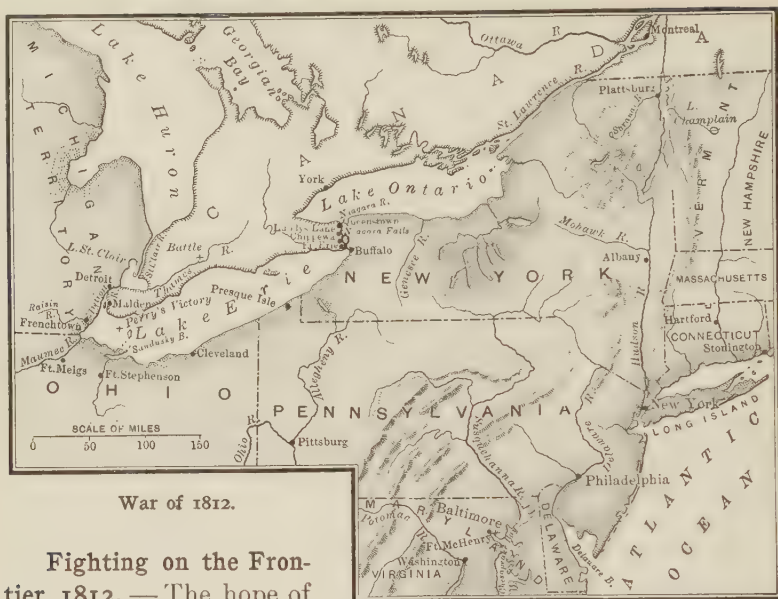 Lake Huron
Georgian Bay
Ottawa R
Montreal
CANADA
MICHIGAN TERRITORY
St. Lawrence R.
Plattsburg
L. Champlain
VERMONT
NEW HAMPSHIRE
York
Lake Ontario
Niagara R.
Queenstown
Niagara Falls
Chippewa
Buffalo
Genesee R.
Mohawk R.
Albany
NEW YORK
MASSACHUSETTS
L. St. Clair
St. Clair R.
Battle
Thames R.
Detroit
Malden
Perry's Victory
Presque Isle
Lake Erie
Raisin R.
Frenchtown
Sandusky B.
Maumee R.
Ft. Meigs
Ft. Stephenson
Cleveland
Hudson R
Hartford
CONNECTICUT
Stonington
OHIO
Allegheny R.
PENNSYLVANIA
New York
LONG ISLAND
SCALE OF MILES
0 50 100 150
Ohio R.
Pittsburg
Susquehanna R.
Delaware R.
Philadelphia
ATLANTIC OCEAN
MARYLAND
Potomac R.
Baltimore
Ft. McHenry
Washington
VIRGINIA
DELAWARE
Delaware B.
War of 1812.
Fighting on the Fron-
tier, 1812. — The hope of